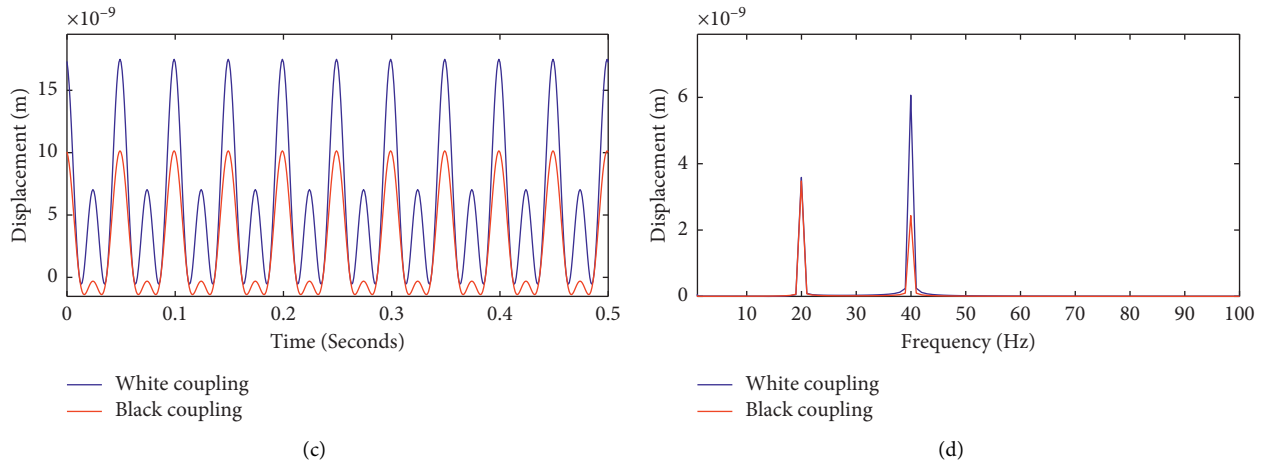 ×10⁻⁹
Displacement (m)
15
10
5
0
0
0.1
0.2
0.3
0.4
0.5
Time (Seconds)
White coupling
Black coupling
(c)
×10⁻⁹
Displacement (m)
6
4
2
0
10
20
30
40
50
60
70
80
90
100
Frequency (Hz)
White coupling
Black coupling
(d)